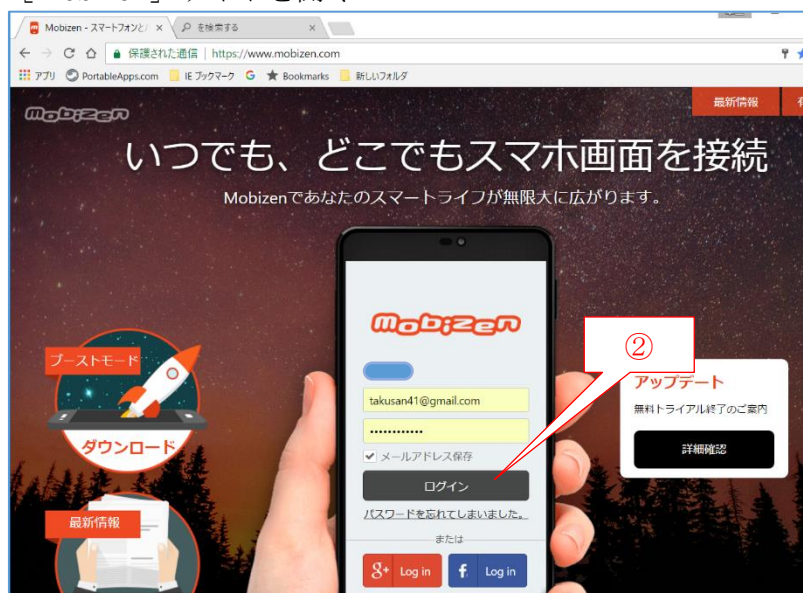 Mobizen - スマートフォンと/ × を検索する ×
保護された通信 | https://www.mobizen.com
アプリ PortableApps.com IE ブックマーク G Bookmarks 新しいフォルダ
Mobizen
最新情報
いつでも、どこでもスマホ画面を接続
Mobizenであなたのスマートライフが無限大に広がります。
Mobizen
②
ブーストモード
ダウンロード
takusan41@gmail.com
••••••••••••
メールアドレス保存
ログイン
パスワードを忘れてしまいました。
または
g+ Log in f Log in
アップデート
無料トライアル終了のご案内
詳細確認
最新情報